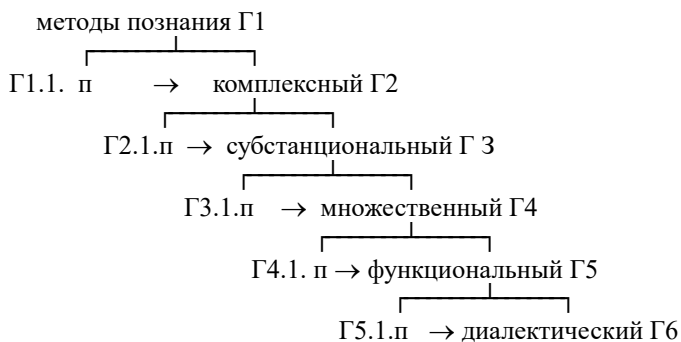 методы познания Г1
Г1.1. п → комплексный Г2
Г2.1.п → субстанциональный Г 3
Г3.1.п → множественный Г4
Г4.1. п → функциональный Г5
Г5.1.п → диалектический Г6